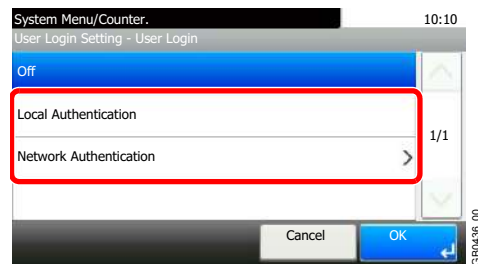 System Menu/Counter.
10:10
User Login Setting - User Login
Off
Local Authentication
1/1
Network Authentication
Cancel
OK
GB0436_00